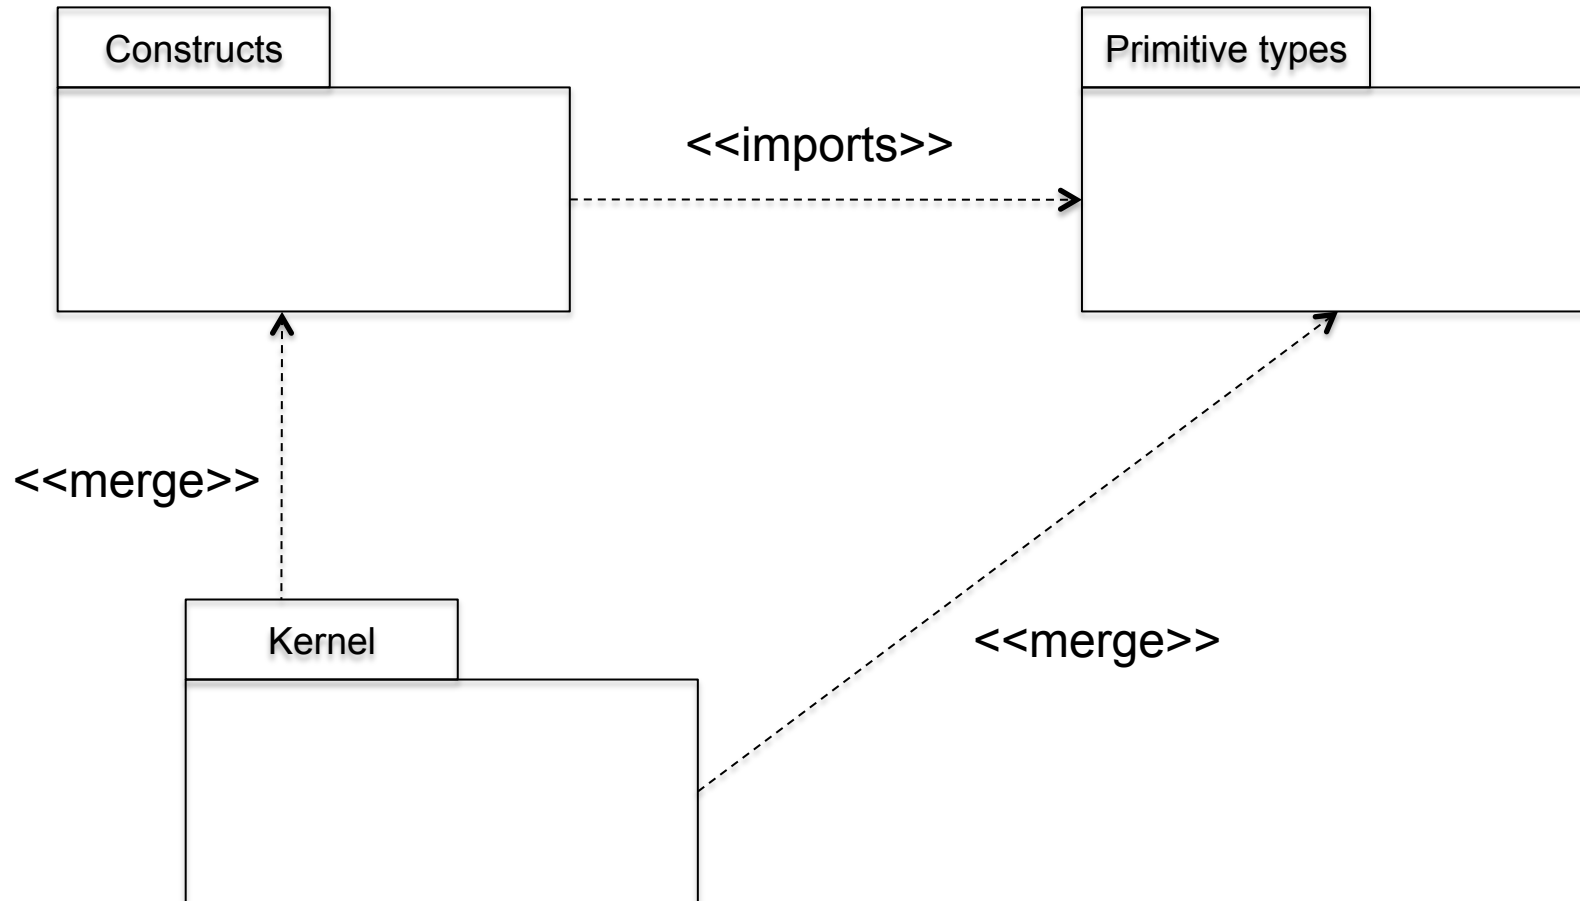 Constructs
Primitive types
<<imports>>
<<merge>>
Kernel
<<merge>>